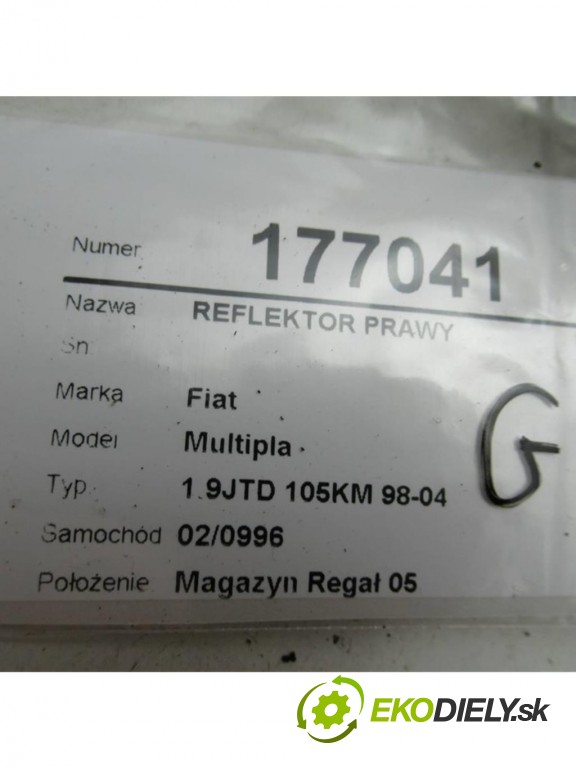 Numer 177041
Nazwa REFLEKTOR PRAWY
Sn
Marka Fiat
Model Multipla
Typ 1.9JTD 105KM 98-04
G
Samochód 02/0996
Położenie Magazyn Regał 05
EKODIELY.sk